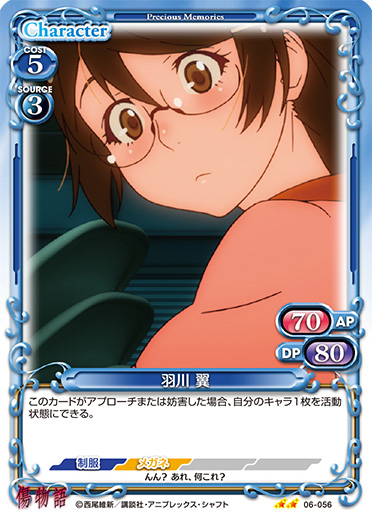 Precious Memories
Character
COST
5
SOURCE
3
70 AP
DP 80
羽川 翼
このカードがアプローチまたは妨害した場合、自分のキャラ1枚を活動
状態にできる。
制服 メガネ
んん? あれ、何これ?
傷物語
©西尾維新/講談社・アニプレックス・シャフト
06-056